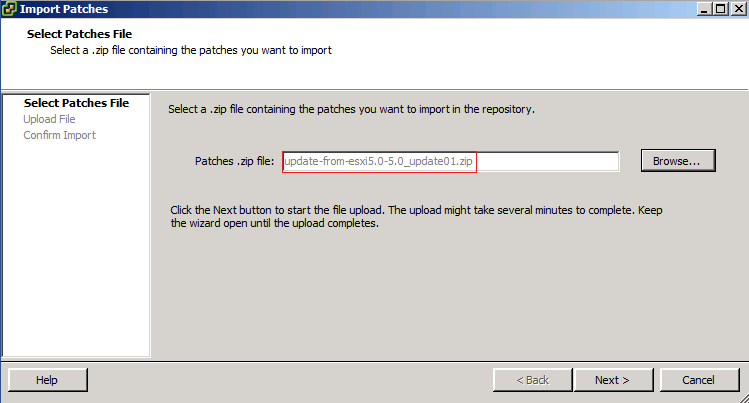 Import Patches
Select Patches File
Select a .zip file containing the patches you want to import
Select Patches File
Upload File
Confirm Import
Select a .zip file containing the patches you want to import in the repository.
Patches .zip file: update-from-esxi5.0-5.0_update01.zip Browse...
Click the Next button to start the file upload. The upload might take several minutes to complete. Keep
the wizard open until the upload completes.
Help < Back Next > Cancel